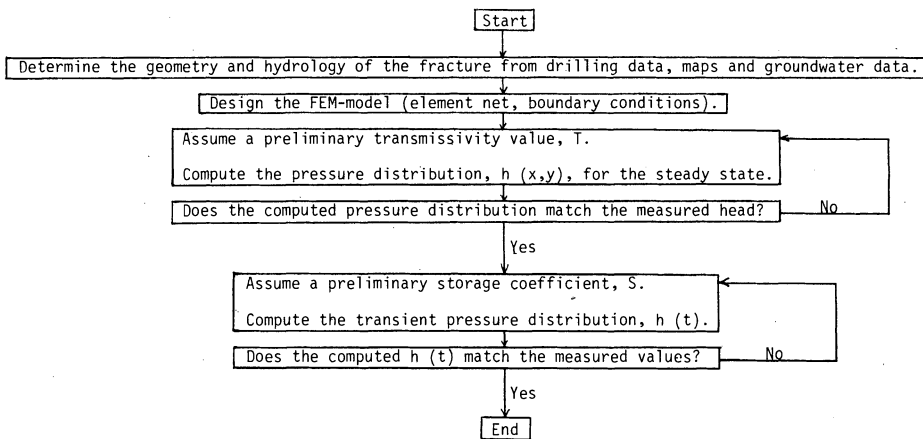 Start
Determine the geometry and hydrology of the fracture from drilling data, maps and groundwater data.
Design the FEM-model (element net, boundary conditions).
Assume a preliminary transmissivity value, T.
Compute the pressure distribution, h (x,y), for the steady state.
Does the computed pressure distribution match the measured head?
No
Yes
Assume a preliminary storage coefficient, S.
Compute the transient pressure distribution, h (t).
Does the computed h (t) match the measured values?
No
Yes
End